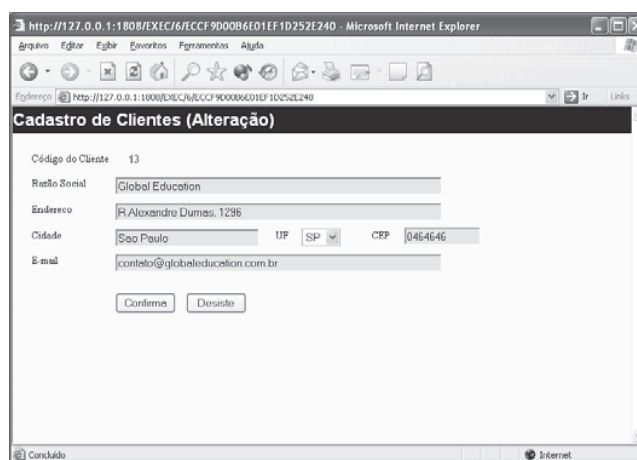 http://127.0.0.1:1808/EXEC/6/ECCF9D00B6E01EF1D252E240 - Microsoft Internet Explorer
Arquivo Editar Exibir Favoritos Ferramentas Ajuda
Endereço http://127.0.0.1:1808/EXEC/6/ECCF9D00B6E01EF1D252E240 Ir Links
Cadastro de Clientes (Alteração)
Código do Cliente 13
Razão Social Global Education
Endereco R.Alexandre Dumas, 1296
Cidade Sao Paulo UF SP CEP 0464646
E-mail contato@globaleducation.com.br
Confirma Desiste
Concluído Internet